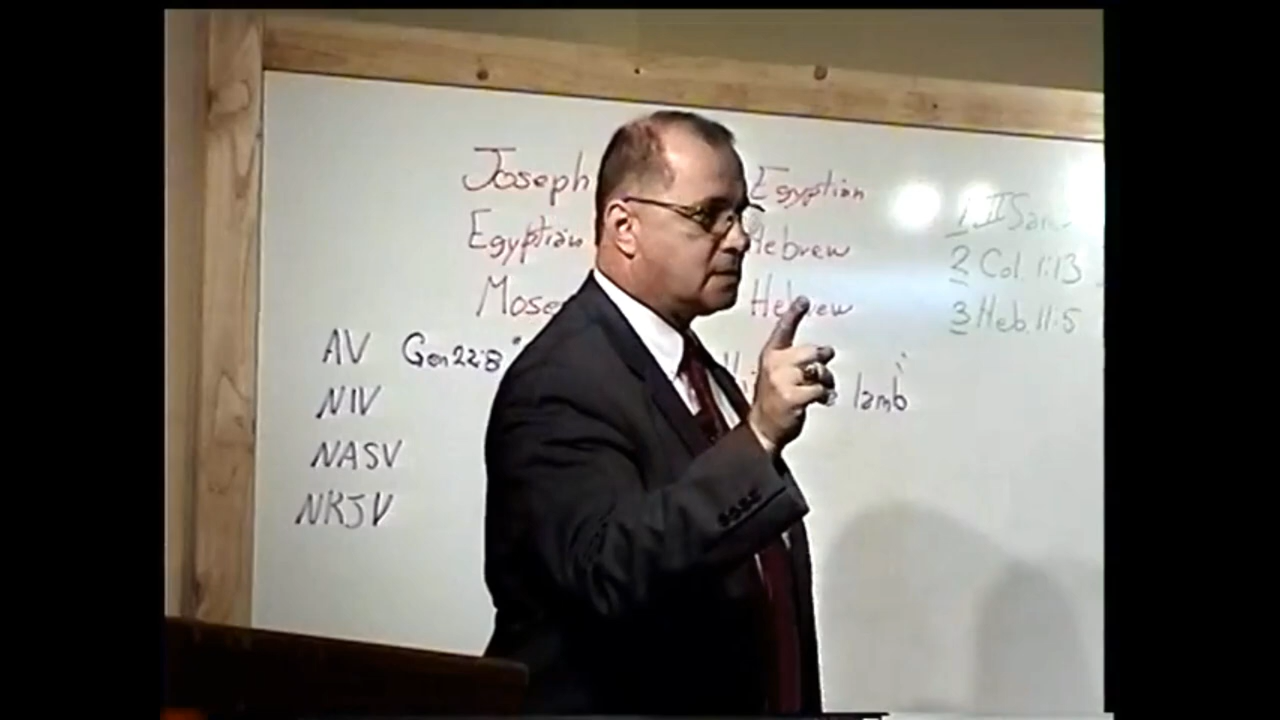 Joseph Egyptian
Egyptian Hebrew
Moses Hebrew
1 II Sam
2 Col. 1:13
3 Heb. 11:5
AV Gen 22:8 lamb
NIV
NASV
NKJV